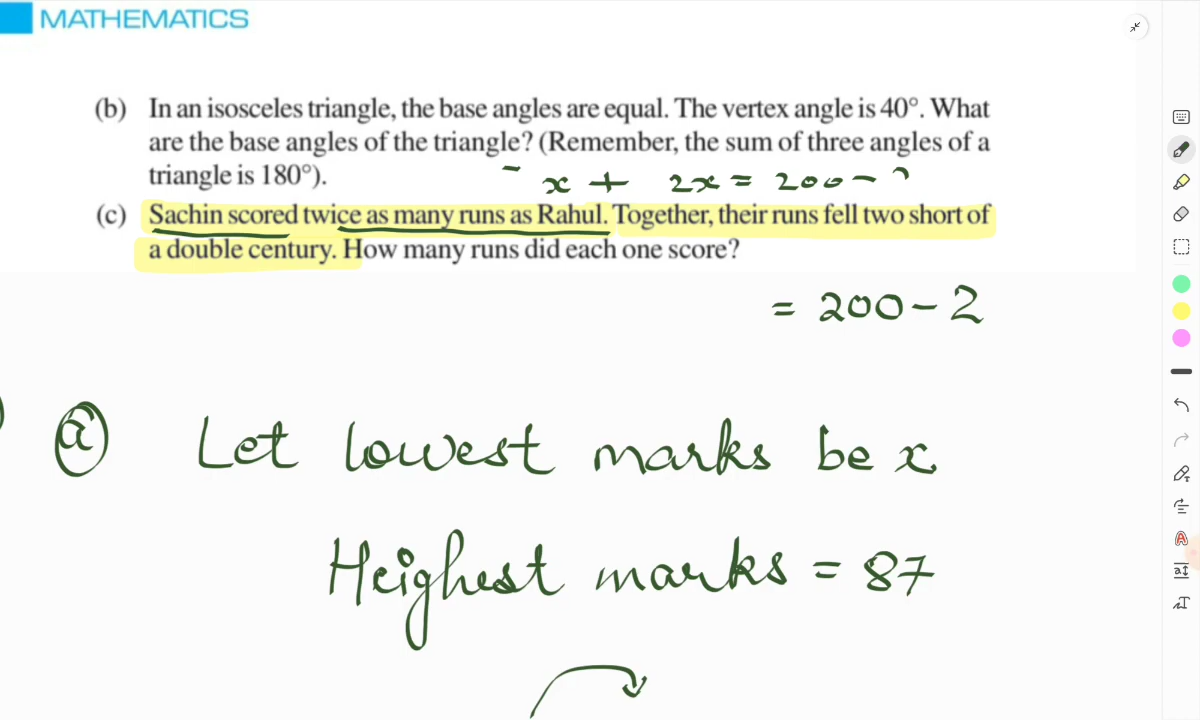 MATHEMATICS
(b) In an isosceles triangle, the base angles are equal. The vertex angle is 40°. What
are the base angles of the triangle? (Remember, the sum of three angles of a
triangle is 180°).
x + 2x = 200 -
(c) Sachin scored twice as many runs as Rahul. Together, their runs fell two short of
a double century. How many runs did each one score?
= 200 - 2
(a) Let lowest marks be x
Heighest marks = 87